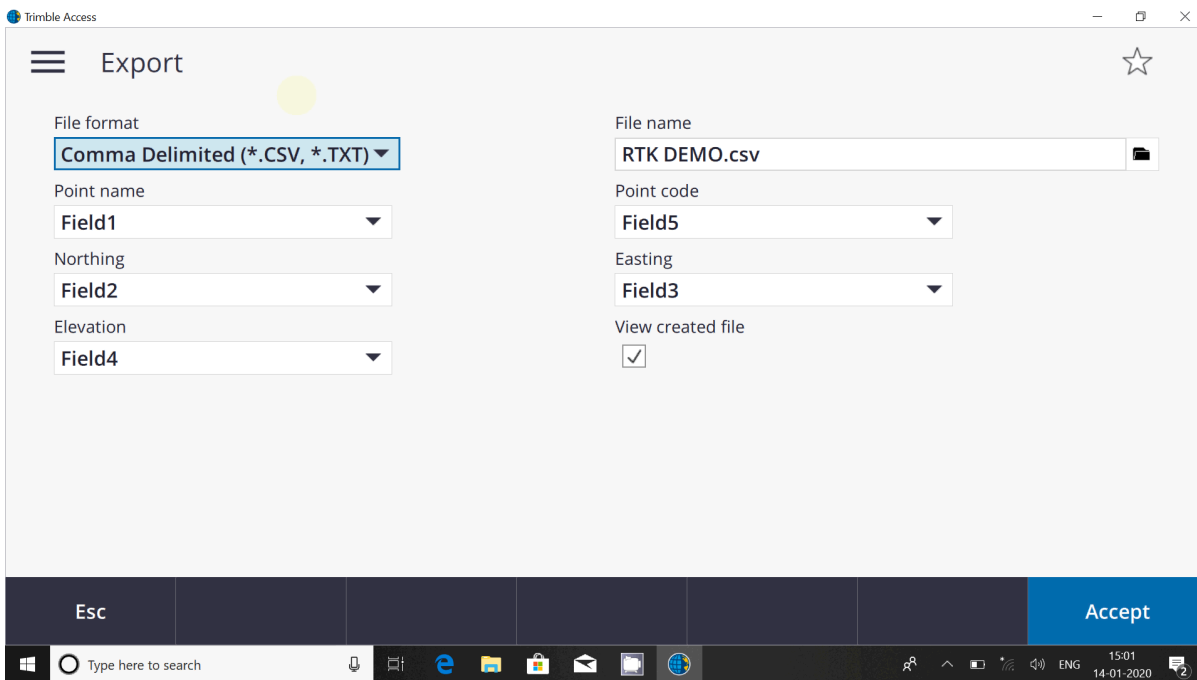 Trimble Access
Export
File format
File name
Comma Delimited (*.CSV, *.TXT)
RTK DEMO.csv
Point name
Point code
Field1
Field5
Northing
Easting
Field2
Field3
Elevation
View created file
Field4
Esc
Accept
Type here to search
ENG
15:01
14-01-2020
2